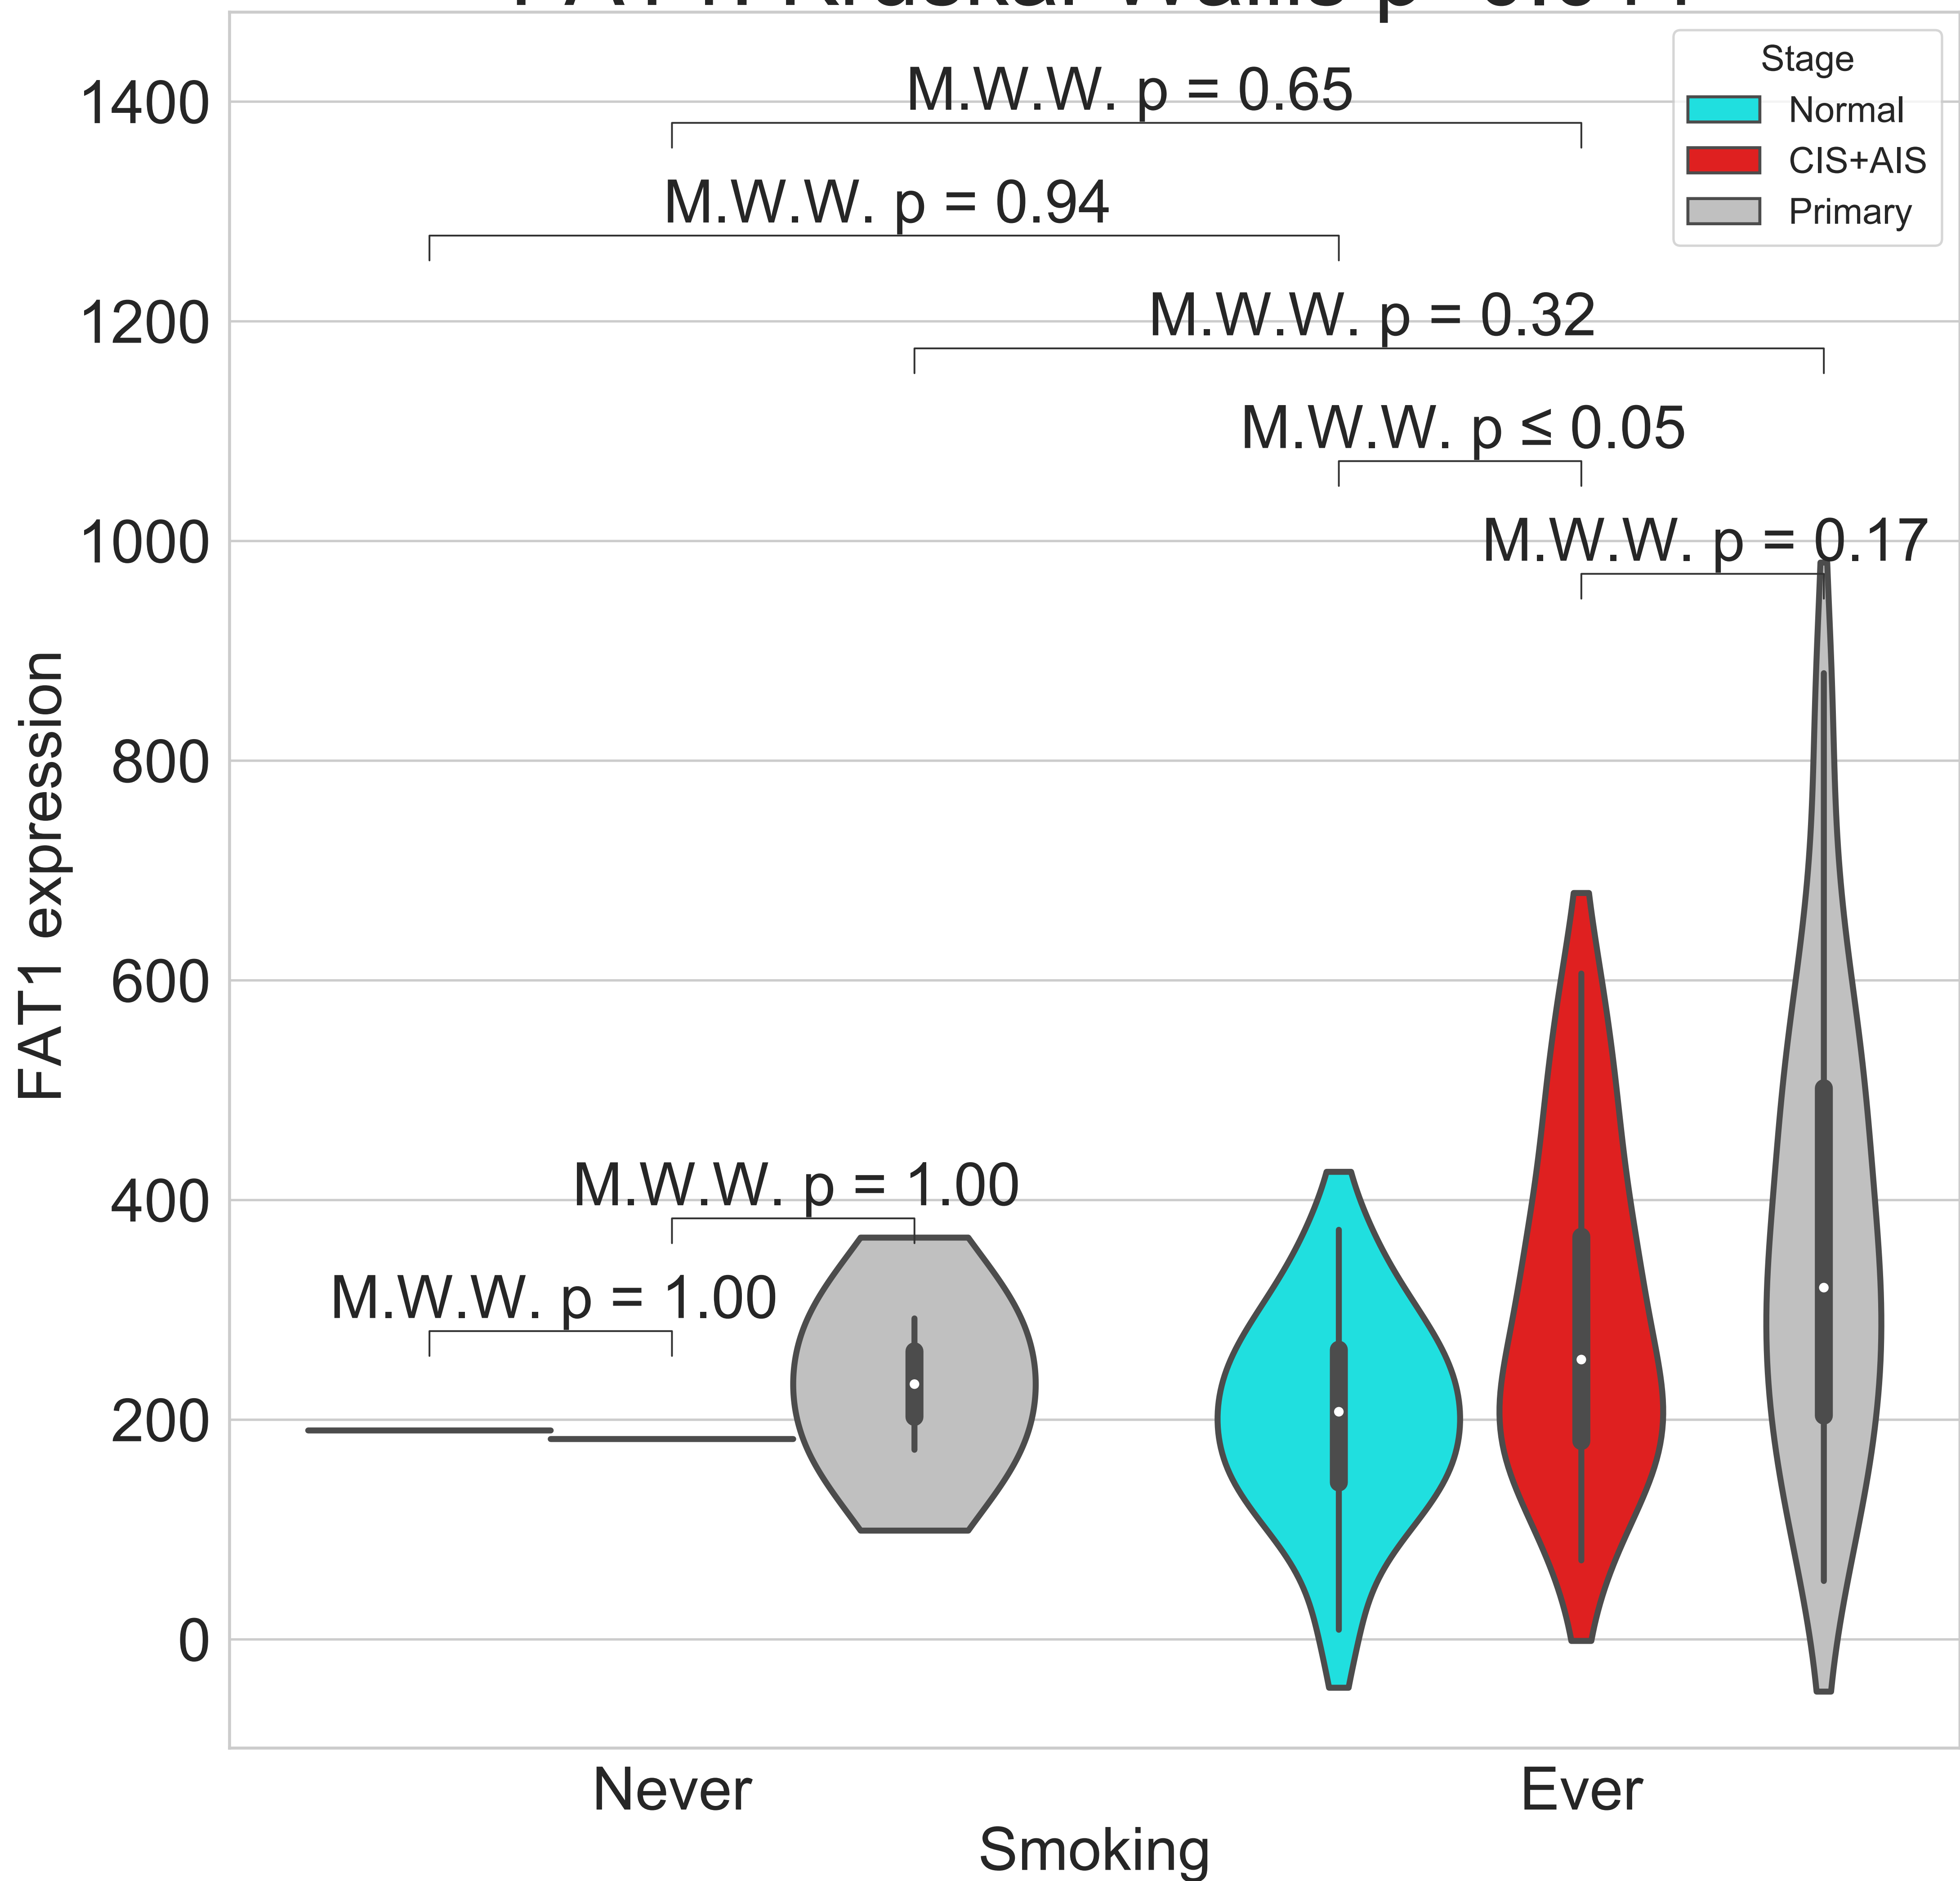 Stage
Normal
CIS+AIS
Primary
M.W.W. p = 0.65
M.W.W. p = 0.94
M.W.W. p = 0.32
M.W.W. p ≤ 0.05
M.W.W. p = 0.17
M.W.W. p = 1.00
M.W.W. p = 1.00
1400
1200
1000
800
600
400
200
0
FAT1 expression
Never
Ever
Smoking